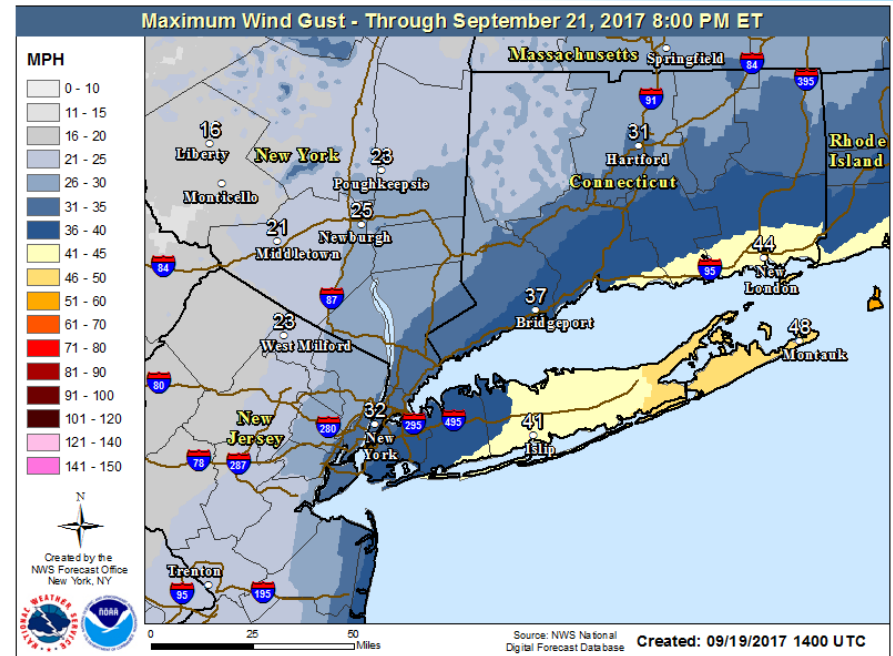 Maximum Wind Gust - Through September 21, 2017 8:00 PM ET
MPH
0 - 10
11 - 15
16 - 20
21 - 25
26 - 30
31 - 35
36 - 40
41 - 45
46 - 50
51 - 60
61 - 70
71 - 80
81 - 90
91 - 100
101 - 120
121 - 140
141 - 150
N
Created by the
NWS Forecast Office
New York, NY
NATIONAL WEATHER SERVICE
NOAA
Massachusetts
Springfield
84
395
91
16
Liberty
New York
23
Poughkeepsie
31
Hartford
Rhode
Island
Connecticut
Monticello
25
Newburgh
21
Middletown
84
87
44
New
London
95
37
Bridgeport
48
Montauk
23
West Milford
80
New
Jersey
280
32
New
York
295
495
41
Islip
78
287
Trenton
95
195
0 25 50
Miles
Source: NWS National
Digital Forecast Database
Created: 09/19/2017 1400 UTC